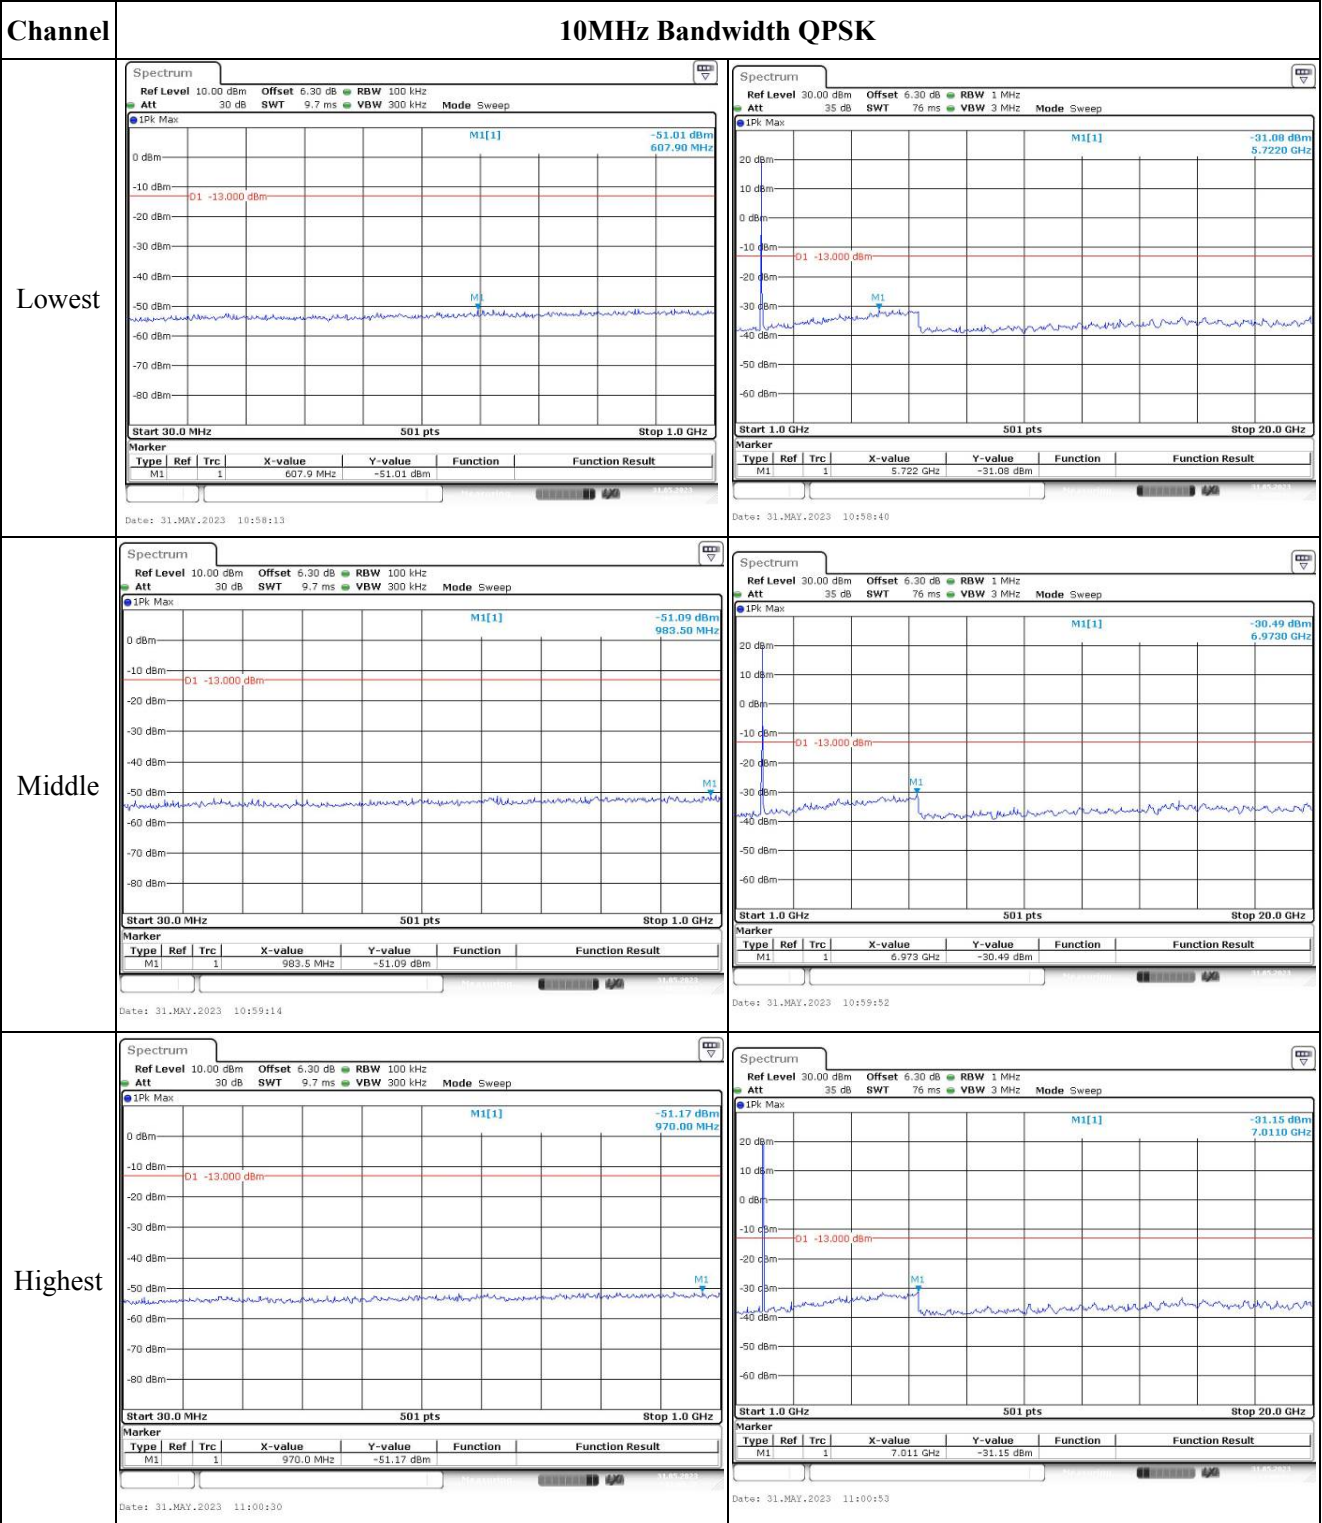 Channel 10MHz Bandwidth QPSK
Lowest
Spectrum
Ref Level 10.00 dBm Offset 6.30 dB RBW 100 kHz
Att 30 dB SWT 9.7 ms VBW 300 kHz Mode Sweep
1Pk Max
M1[1] -51.01 dBm
607.90 MHz
0 dBm
-10 dBm
D1 -13.000 dBm
-20 dBm
-30 dBm
-40 dBm
M1
-50 dBm
-60 dBm
-70 dBm
-80 dBm
Start 30.0 MHz 501 pts Stop 1.0 GHz
Marker
Type Ref Trc X-value Y-value Function Function Result
M1 1 607.9 MHz -51.01 dBm
Date: 31.MAY.2023 10:58:13
Spectrum
Ref Level 30.00 dBm Offset 6.30 dB RBW 1 MHz
Att 35 dB SWT 76 ms VBW 3 MHz Mode Sweep
1Pk Max
M1[1] -31.08 dBm
5.7220 GHz
20 dBm
10 dBm
0 dBm
-10 dBm
D1 -13.000 dBm
-20 dBm
M1
-30 dBm
-40 dBm
-50 dBm
-60 dBm
Start 1.0 GHz 501 pts Stop 20.0 GHz
Marker
Type Ref Trc X-value Y-value Function Function Result
M1 1 5.722 GHz -31.08 dBm
Date: 31.MAY.2023 10:58:40
Middle
Spectrum
Ref Level 10.00 dBm Offset 6.30 dB RBW 100 kHz
Att 30 dB SWT 9.7 ms VBW 300 kHz Mode Sweep
1Pk Max
M1[1] -51.09 dBm
983.50 MHz
0 dBm
-10 dBm
D1 -13.000 dBm
-20 dBm
-30 dBm
-40 dBm
M1
-50 dBm
-60 dBm
-70 dBm
-80 dBm
Start 30.0 MHz 501 pts Stop 1.0 GHz
Marker
Type Ref Trc X-value Y-value Function Function Result
M1 1 983.5 MHz -51.09 dBm
Date: 31.MAY.2023 10:59:14
Spectrum
Ref Level 30.00 dBm Offset 6.30 dB RBW 1 MHz
Att 35 dB SWT 76 ms VBW 3 MHz Mode Sweep
1Pk Max
M1[1] -30.49 dBm
6.9730 GHz
20 dBm
10 dBm
0 dBm
-10 dBm
D1 -13.000 dBm
-20 dBm
M1
-30 dBm
-40 dBm
-50 dBm
-60 dBm
Start 1.0 GHz 501 pts Stop 20.0 GHz
Marker
Type Ref Trc X-value Y-value Function Function Result
M1 1 6.973 GHz -30.49 dBm
Date: 31.MAY.2023 10:59:52
Highest
Spectrum
Ref Level 10.00 dBm Offset 6.30 dB RBW 100 kHz
Att 30 dB SWT 9.7 ms VBW 300 kHz Mode Sweep
1Pk Max
M1[1] -51.17 dBm
970.00 MHz
0 dBm
-10 dBm
D1 -13.000 dBm
-20 dBm
-30 dBm
-40 dBm
M1
-50 dBm
-60 dBm
-70 dBm
-80 dBm
Start 30.0 MHz 501 pts Stop 1.0 GHz
Marker
Type Ref Trc X-value Y-value Function Function Result
M1 1 970.0 MHz -51.17 dBm
Date: 31.MAY.2023 11:00:30
Spectrum
Ref Level 30.00 dBm Offset 6.30 dB RBW 1 MHz
Att 35 dB SWT 76 ms VBW 3 MHz Mode Sweep
1Pk Max
M1[1] -31.15 dBm
7.0110 GHz
20 dBm
10 dBm
0 dBm
-10 dBm
D1 -13.000 dBm
-20 dBm
M1
-30 dBm
-40 dBm
-50 dBm
-60 dBm
Start 1.0 GHz 501 pts Stop 20.0 GHz
Marker
Type Ref Trc X-value Y-value Function Function Result
M1 1 7.011 GHz -31.15 dBm
Date: 31.MAY.2023 11:00:53